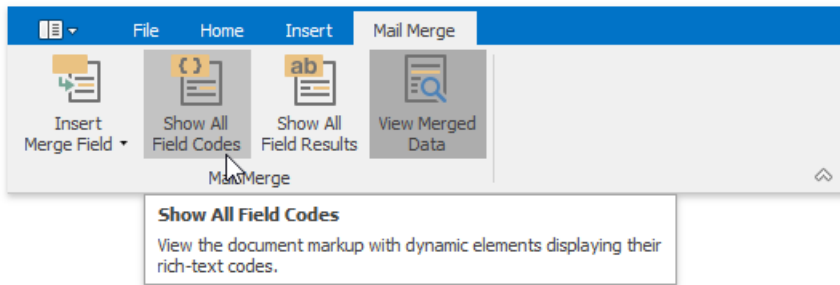 File Home Insert Mail Merge
{} ab
Insert Show All Show All View Merged
Merge Field Field Codes Field Results Data
Mail Merge
Show All Field Codes
View the document markup with dynamic elements displaying their
rich-text codes.